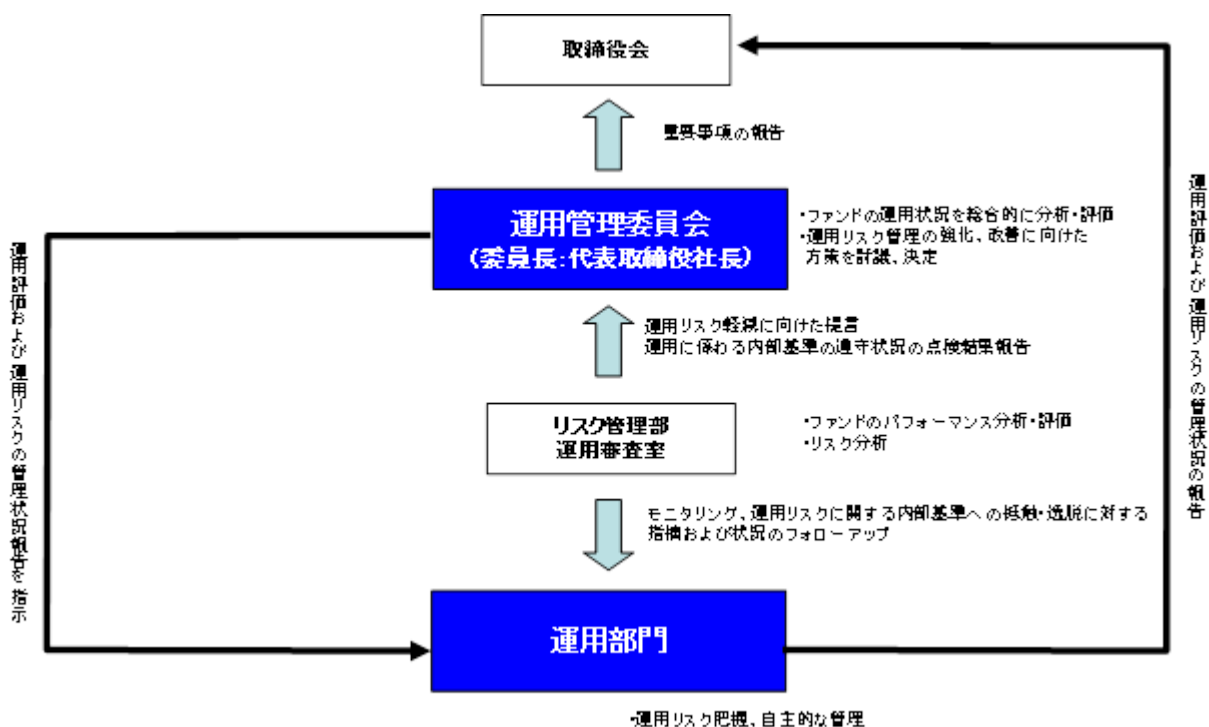 取締役会
重要事項の報告
運用管理委員会
(委員長:代表取締役社長)
・ファンドの運用状況を総合的に分析・評価
・運用リスク管理の強化、改善に向けた
方策を討議、決定
運用リスク軽減に向けた提言
運用に係わる内部基準の遵守状況の点検結果報告
リスク管理部
運用審査室
・ファンドのパフォーマンス分析・評価
・リスク分析
モニタリング、運用リスクに関する内部基準への抵触・逸脱に対する
指摘および状況のフォローアップ
運用部門
・運用リスク把握、自主的な管理
運用評価および運用リスクの管理状況報告を指示
運用評価および運用リスクの管理状況の報告